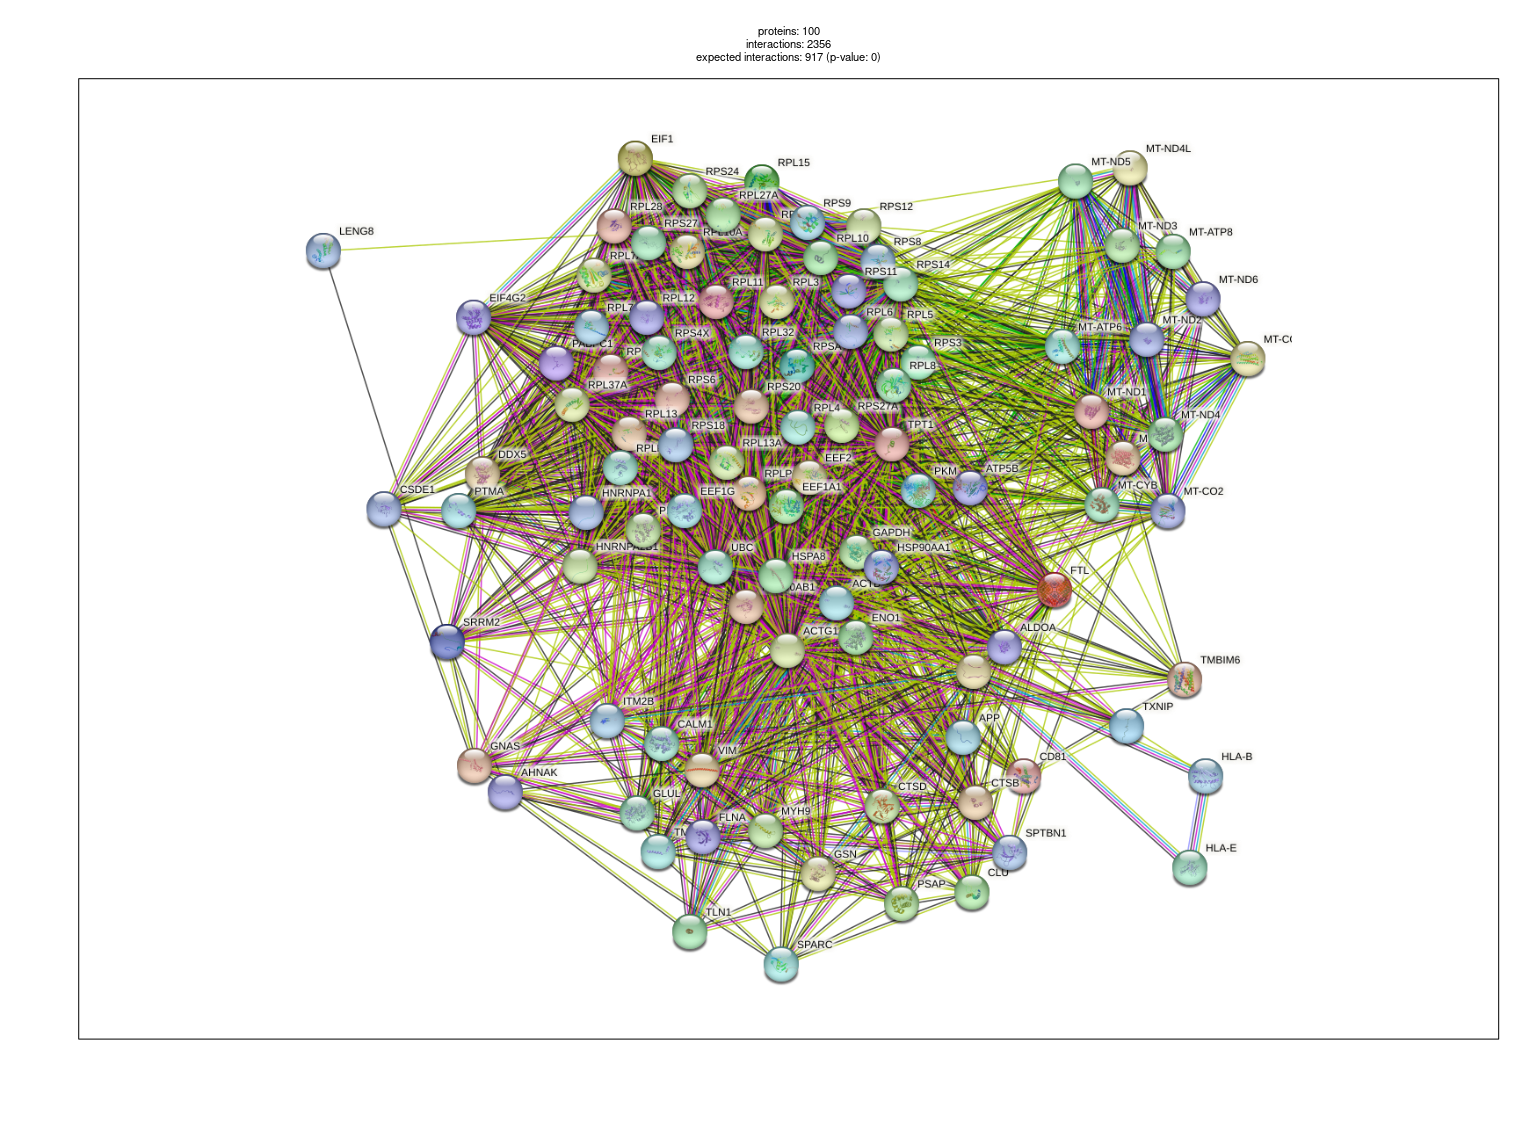 proteins: 100
interactions: 2356
expected interactions: 917 (p-value: 0)
EIF1
RPS24
RPL15
MT-ND5
MT-ND4L
RPL27A
RPL28
RPS9
RPS12
RPS27
RPL10A
RPL10
MT-ND3
MT-ATP8
LENG8
RPS8
RPS14
RPS11
RPL11
RPL3
MT-ND6
EIF4G2
RPL12
RPL6
RPL5
MT-ND2
MT-ATP6
RPS4X
RPL32
RPSA
RPS3
PABPC1
RPL8
RPL37A
RPS6
RPS20
MT-ND1
RPL4
RPS27A
MT-ND4
RPL13
RPS18
TPT1
RPL13A
DDX5
EEF2
PKM
ATP5B
CSDE1
PTMA
HNRNPA1
EEF1G
EEF1A1
MT-CYB
MT-CO2
GAPDH
HSP90AA1
HNRNPA2B1
UBC
HSPA8
FTL
ENO1
SRRM2
ACTG1
ALDOA
TMBIM6
ITM2B
TXNIP
CALM1
APP
GNAS
VIM
CD81
HLA-B
AHNAK
CTSD
CTSB
GLUL
FLNA
MYH9
SPTBN1
HLA-E
GSN
CLU
PSAP
TLN1
SPARC